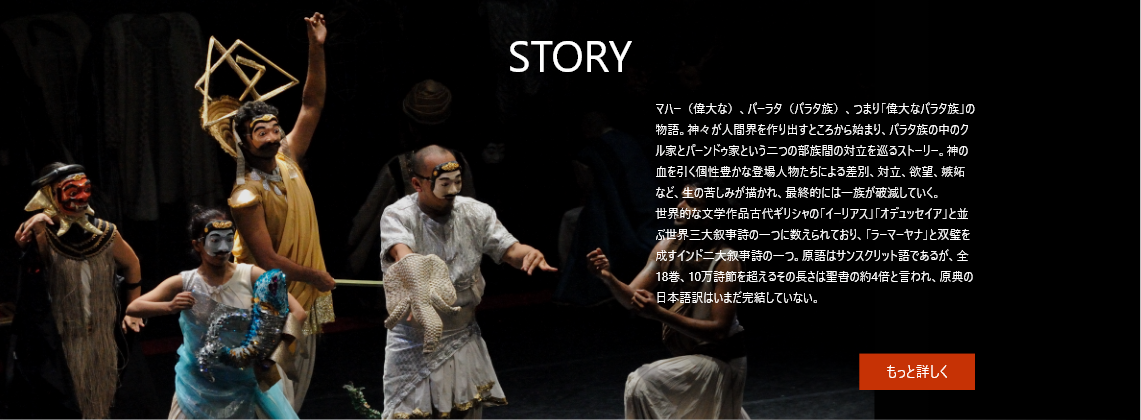 STORY
マハー（偉大な）、バーラタ（バラタ族）、つまり「偉大なバラタ族」の
物語。神々が人間界を作り出すところから始まり、バラタ族の中のク
ル家とパーンドゥ家という二つの部族間の対立を巡るストーリー。神の
血を引く個性豊かな登場人物たちによる差別、対立、欲望、嫉妬
など、生の苦しみが描かれ、最終的には一族が破滅していく。
世界的な文学作品古代ギリシャの「イーリアス」「オデュッセイア」と並
ぶ世界三大叙事詩の一つに数えられており、「ラーマーヤナ」と双璧を
成すインド二大叙事詩の一つ。原語はサンスクリット語であるが、全
18巻、10万詩節を超えるその長さは聖書の約4倍と言われ、原典の
日本語訳はいまだ完結していない。
もっと詳しく